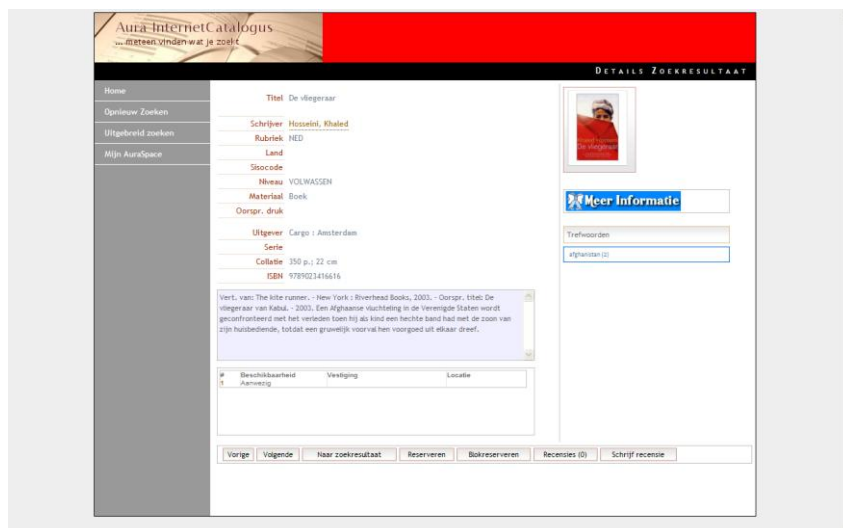 Aura-InternetCatalogus
... meteen vinden wat je zoekt
Details Zoekresultaat
Home
Opnieuw Zoeken
Uitgebreid zoeken
Mijn AuraSpace
Titel De vliegeraar
Schrijver Hosseini, Khaled
Rubriek NED
Land
Sisocode
Niveau VOLWASSEN
Materiaal Boek
Oorspr. druk
Uitgever Cargo : Amsterdam
Serie
Collatie 350 p.; 22 cm
ISBN 9789023416616
Vert. van: The kite runner. - New York : Riverhead Books, 2003. - Oorspr. titel: De
vliegeraar van Kabul. - 2003. Een Afghaanse vluchteling in de Verenigde Staten wordt
geconfronteerd met het verleden toen hij als kind een hechte band had met de zoon van
zijn huisbediende, totdat een gruwelijk voorval hen voorgoed uit elkaar dreef.
# Beschikbaarheid Vestiging Locatie
1 Aanwezig
Vorige Volgende Naar zoekresultaat Reserveren Blokreserveren Recensies (0) Schrijf recensie
Khaled Hosseini
De vliegeraar
Meer Informatie
Trefwoorden
afghanistan (2)